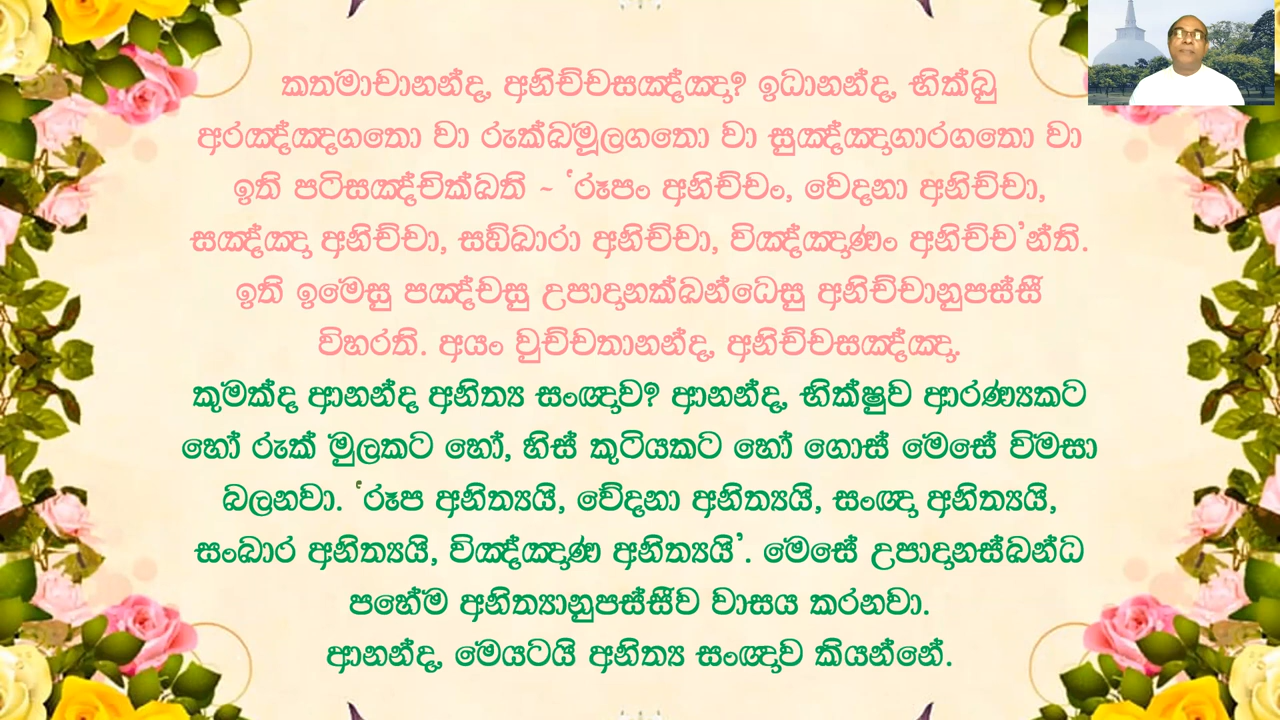 කතමාචානන්ද, අනිච්චසඤ්ඤා? ඉධානන්ද, භික්ඛු
අරඤ්ඤගතො වා රුක්ඛමූලගතො වා සුඤ්ඤාගාරගතො වා
ඉති පටිසඤ්චික්ඛති ~ ‘රූපං අනිච්චං, වෙදනා අනිච්චා,
සඤ්ඤා අනිච්චා, සඞ්ඛාරා අනිච්චා, විඤ්ඤාණං අනිච්ච’න්ති.
ඉති ඉමෙසු පඤ්චසු උපාදානක්ඛන්ධෙසු අනිච්චානුපස්සී
විහරති. අයං වුච්චතානන්ද, අනිච්චසඤ්ඤා.
කුමක්ද ආනන්ද අනිත්‍ය සංඥාව? ආනන්ද, භික්ෂුව ආරණ්‍යකට
හෝ රුක් මුලකට හෝ, හිස් කුටියකට හෝ ගොස් මෙසේ විමසා
බලනවා. ‘රූප අනිත්‍යයි, වේදනා අනිත්‍යයි, සංඥා අනිත්‍යයි,
සංඛාර අනිත්‍යයි, විඤ්ඤාණ අනිත්‍යයි’. මෙසේ උපාදානස්ඛන්ධ
පහේම අනිත්‍යානුපස්සීව වාසය කරනවා.
ආනන්ද, මෙයටයි අනිත්‍ය සංඥාව කියන්නේ.